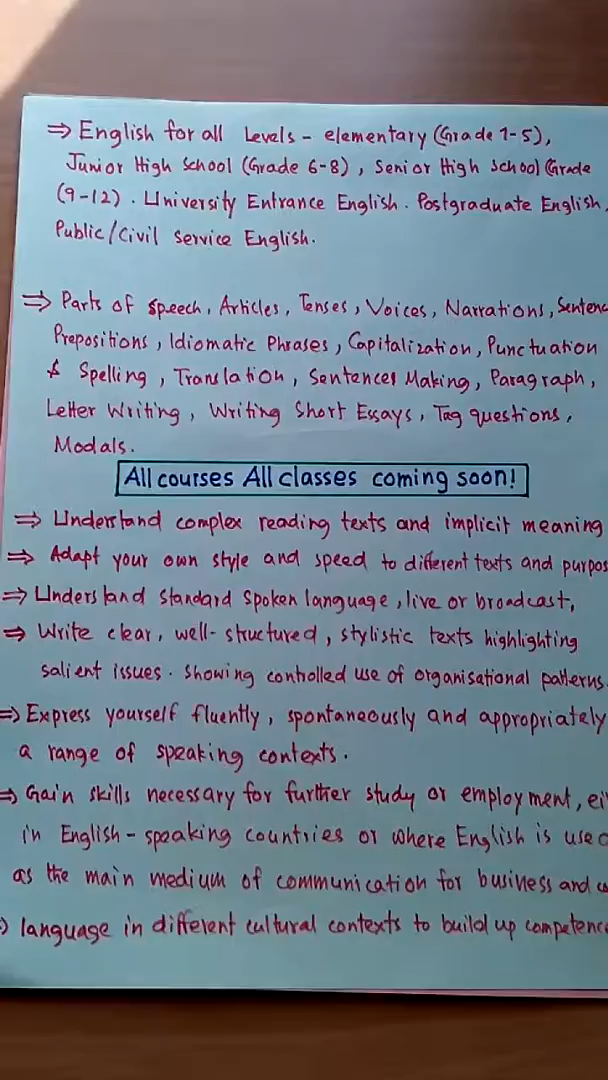 ⇒ English for all Levels - elementary (Grade 1-5),
Junior High School (Grade 6-8), Senior High School (Grade
(9-12). University Entrance English. Postgraduate English.
Public/Civil Service English.
⇒ Parts of Speech, Articles, Tenses, Voices, Narrations,
Prepositions, Idiomatic Phrases, Capitalization, Punctuation
& Spelling, Translation, Sentences Making, Paragraph,
Letter Writing, Writing Short Essays, Tag questions,
Modals.
All courses All classes coming soon!
⇒ Understand complex reading texts and implicit meaning
⇒ Adapt your own style and speed to different texts and
⇒ Understand standard spoken language, live or broadcast,
⇒ Write clear, well-structured, stylistic texts highlighting
salient issues. Showing controlled use of organisational patterns.
⇒ Express yourself fluently, spontaneously and appropriately
a range of speaking contexts.
⇒ Gain skills necessary for further study or employment,
in English-speaking countries or where English is
as the main medium of communication for business and
language in different cultural contexts to build up